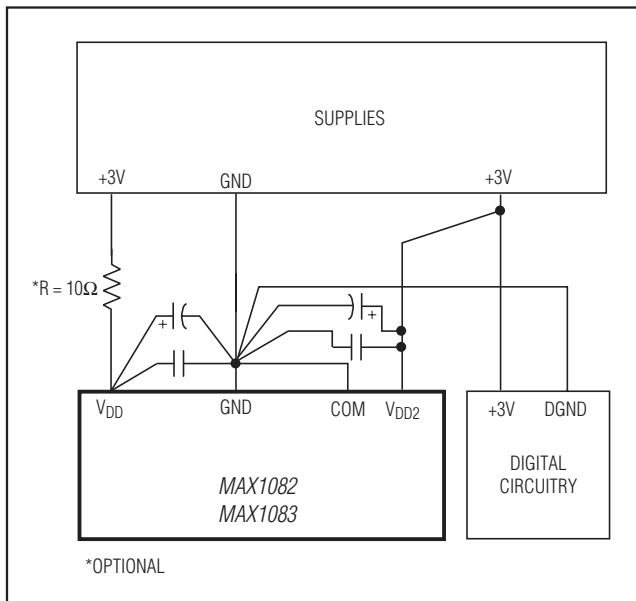 SUPPLIES
+3V GND +3V
*R = 10Ω
+ +
VDD GND COM VDD2
+3V DGND
MAX1082
MAX1083
DIGITAL
CIRCUITRY
*OPTIONAL